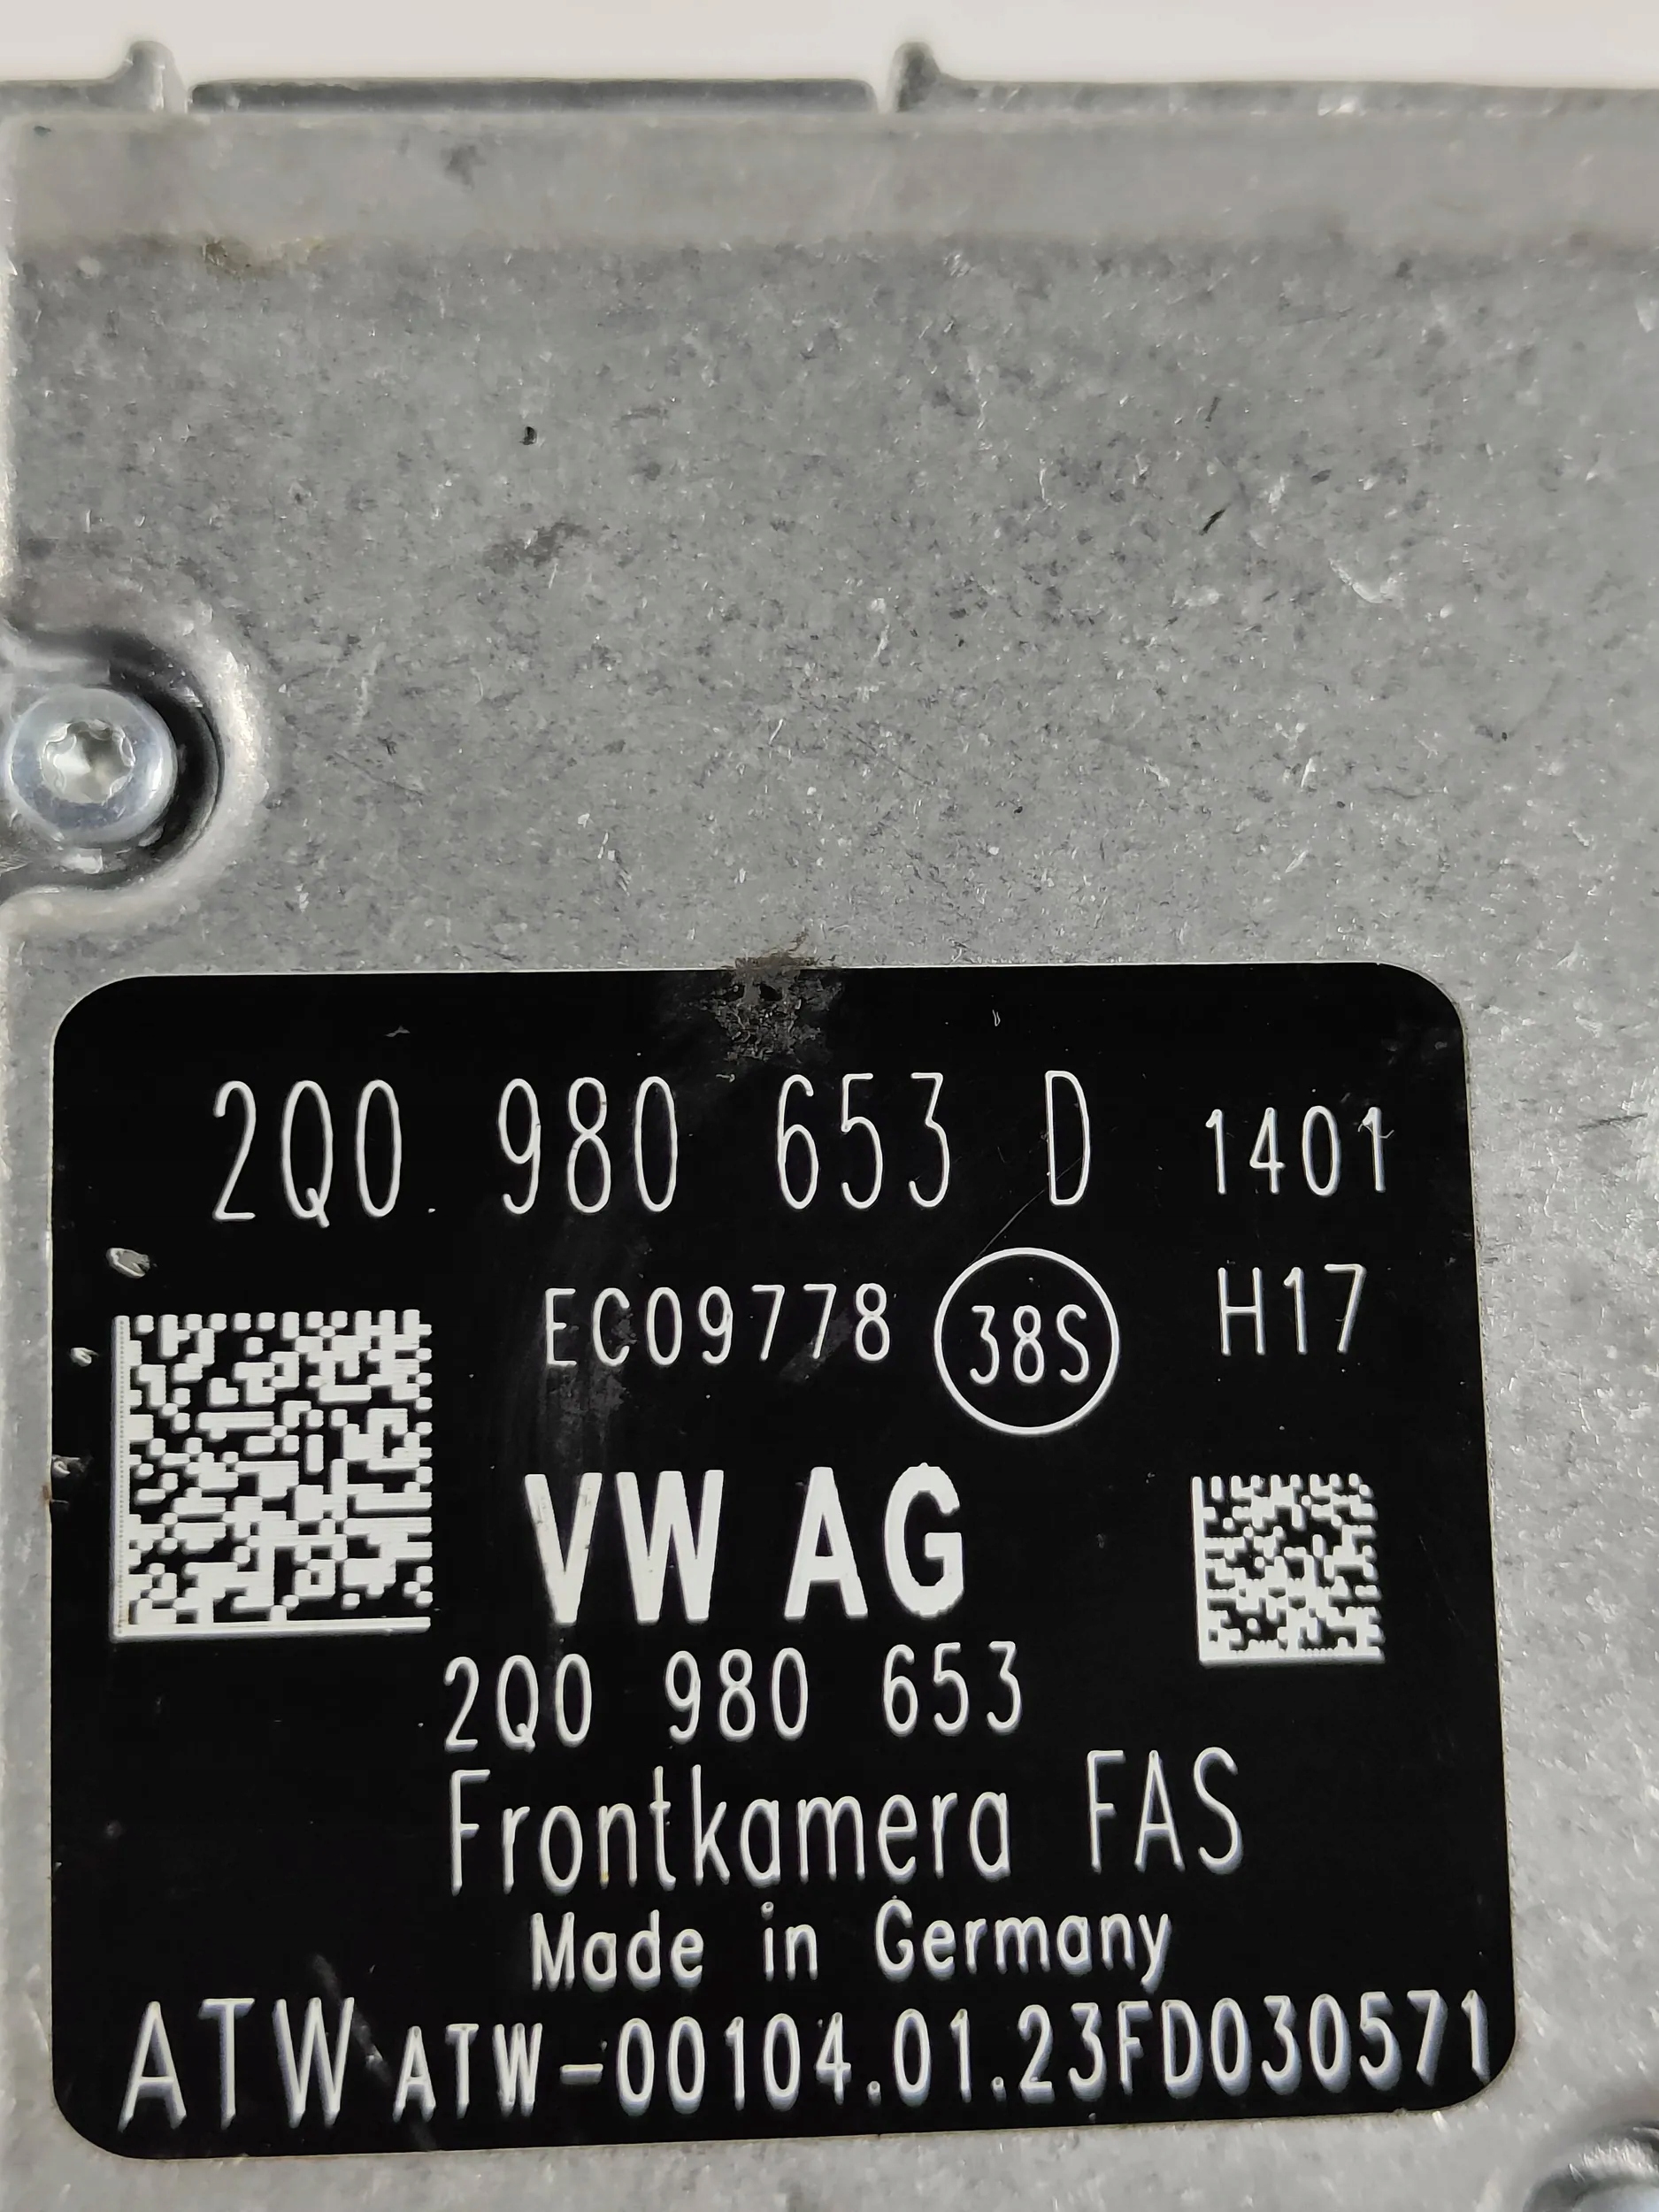 2Q0 980 653 D 1401
EC09778 38S H17
VW AG
2Q0 980 653
Frontkamera FAS
Made in Germany
ATW ATW-00104.01.23FD030571